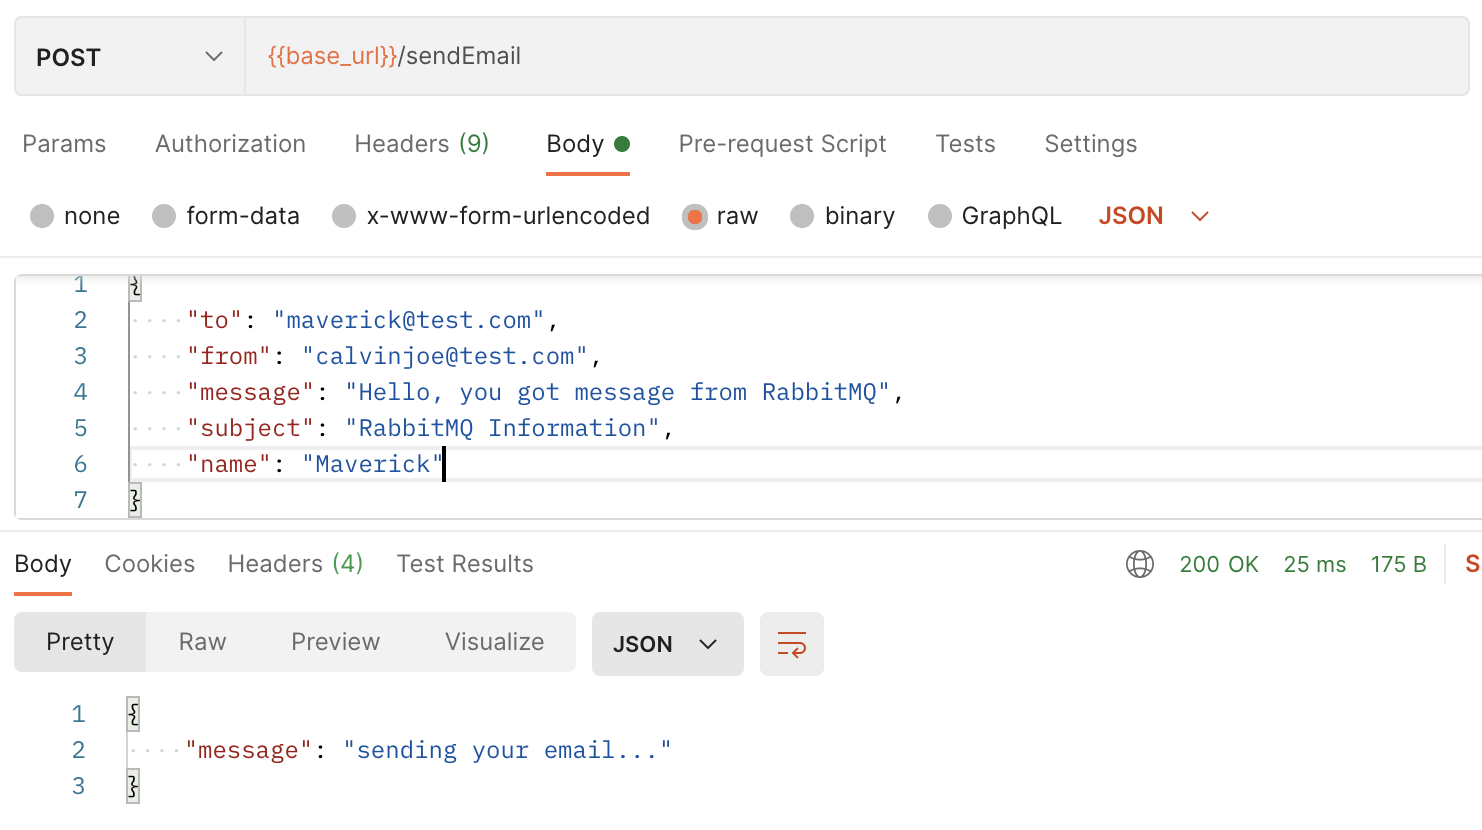 POST {{base_url}}/sendEmail
Params Authorization Headers (9) Body Pre-request Script Tests Settings
none form-data x-www-form-urlencoded raw binary GraphQL JSON
1 {
2 "to": "maverick@test.com",
3 "from": "calvinjoe@test.com",
4 "message": "Hello, you got message from RabbitMQ",
5 "subject": "RabbitMQ Information",
6 "name": "Maverick"
7 }
Body Cookies Headers (4) Test Results 200 OK 25 ms 175 B S
Pretty Raw Preview Visualize JSON
1 {
2 "message": "sending your email..."
3 }